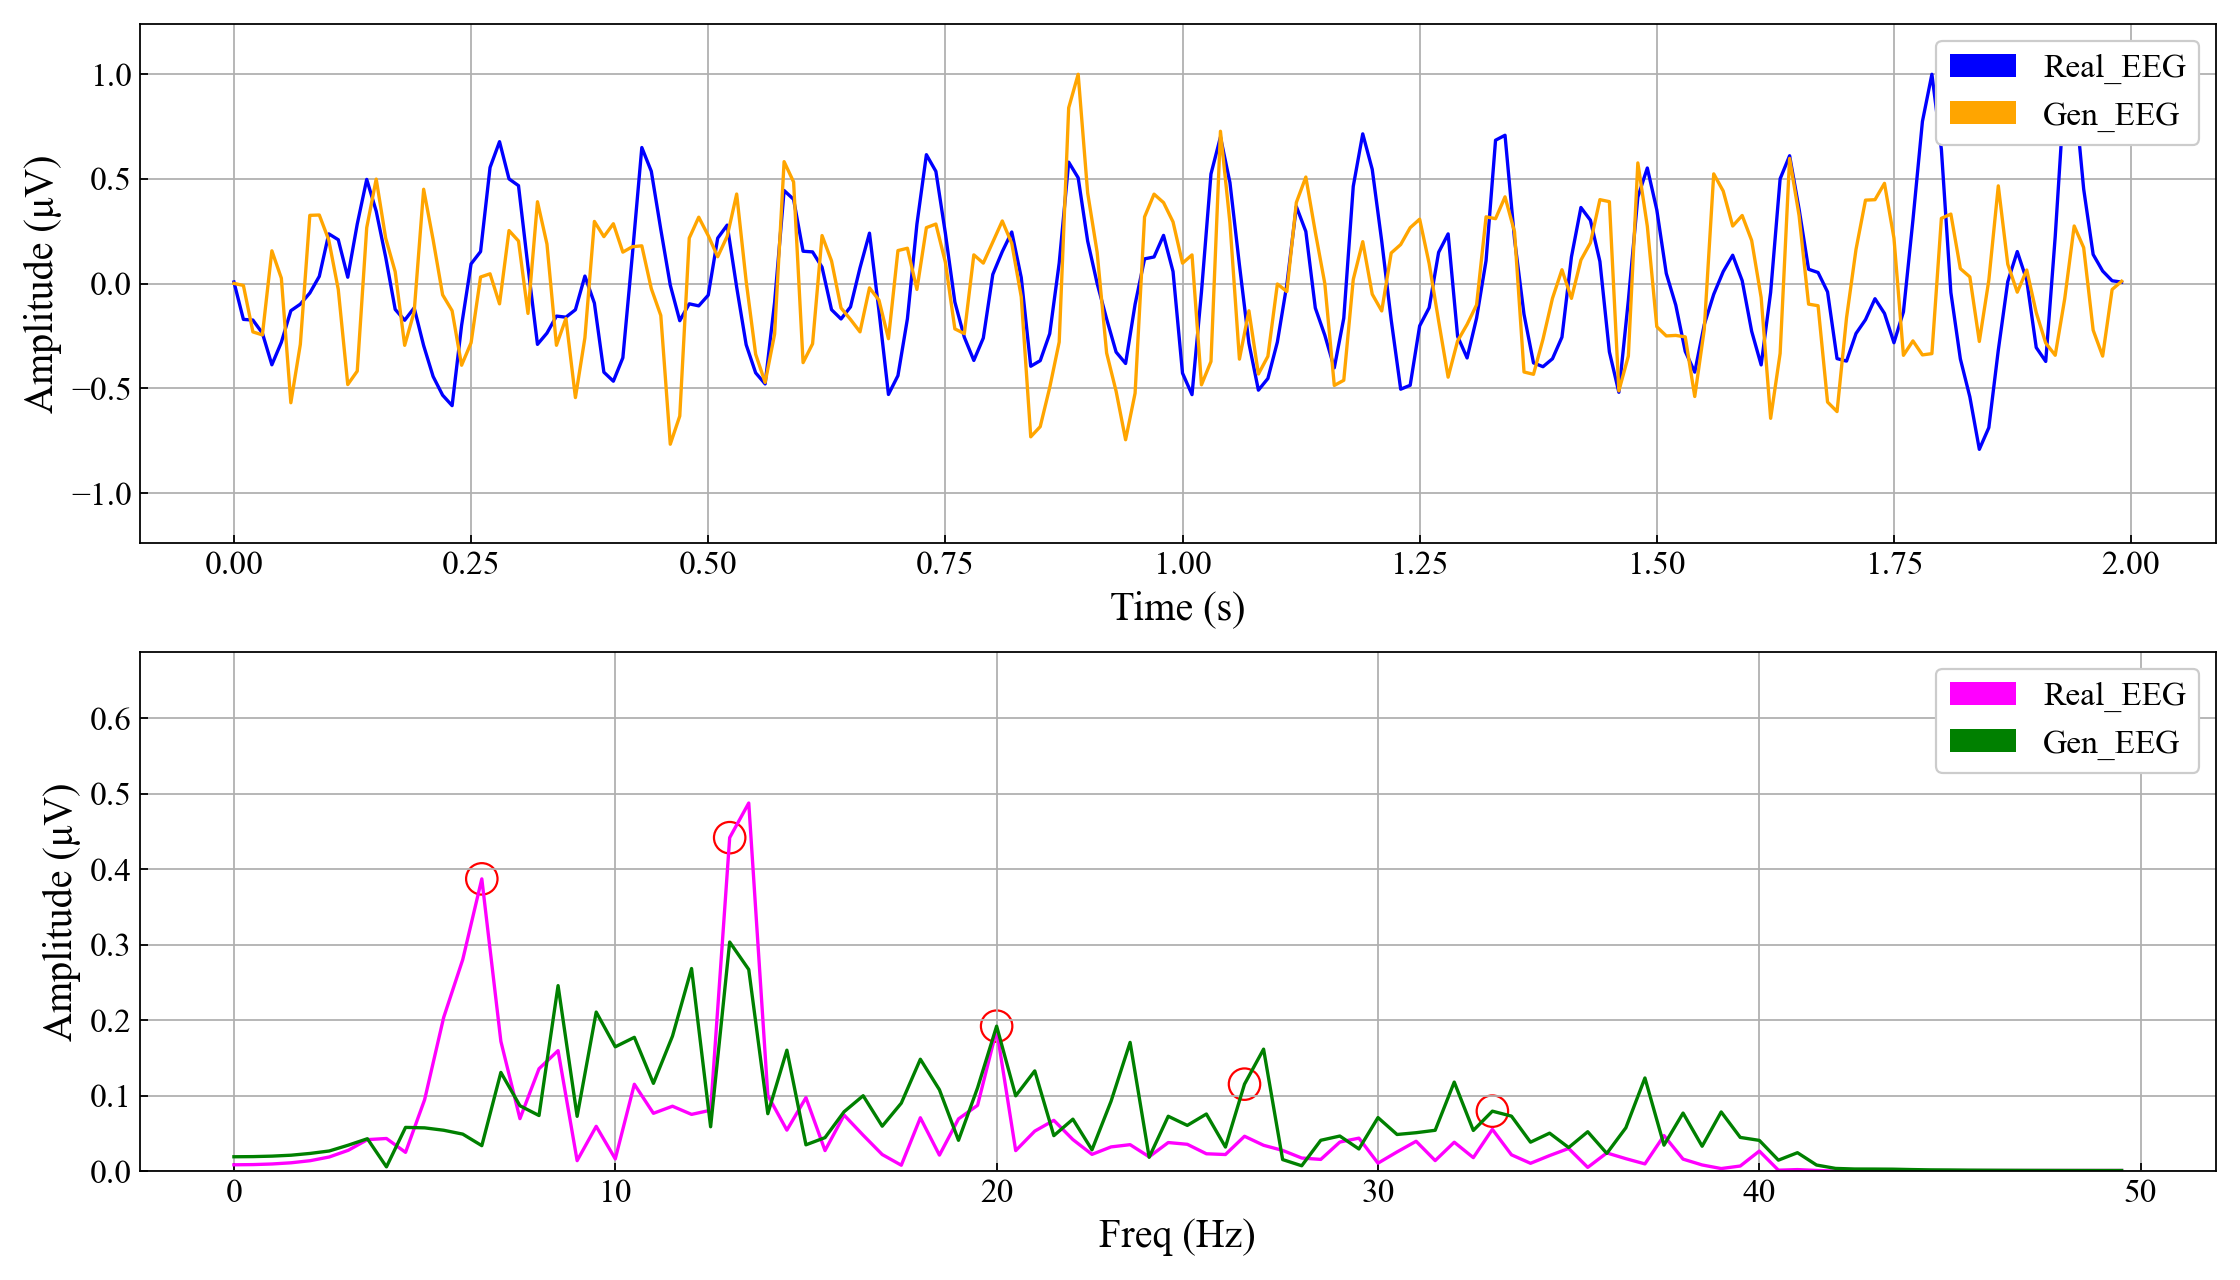 Real_EEG
Gen_EEG
Amplitude (µV)
1.0
0.5
0.0
−0.5
−1.0
0.00 0.25 0.50 0.75 1.00 1.25 1.50 1.75 2.00
Time (s)
Real_EEG
Gen_EEG
Amplitude (µV)
0.6
0.5
0.4
0.3
0.2
0.1
0.0
0 10 20 30 40 50
Freq (Hz)